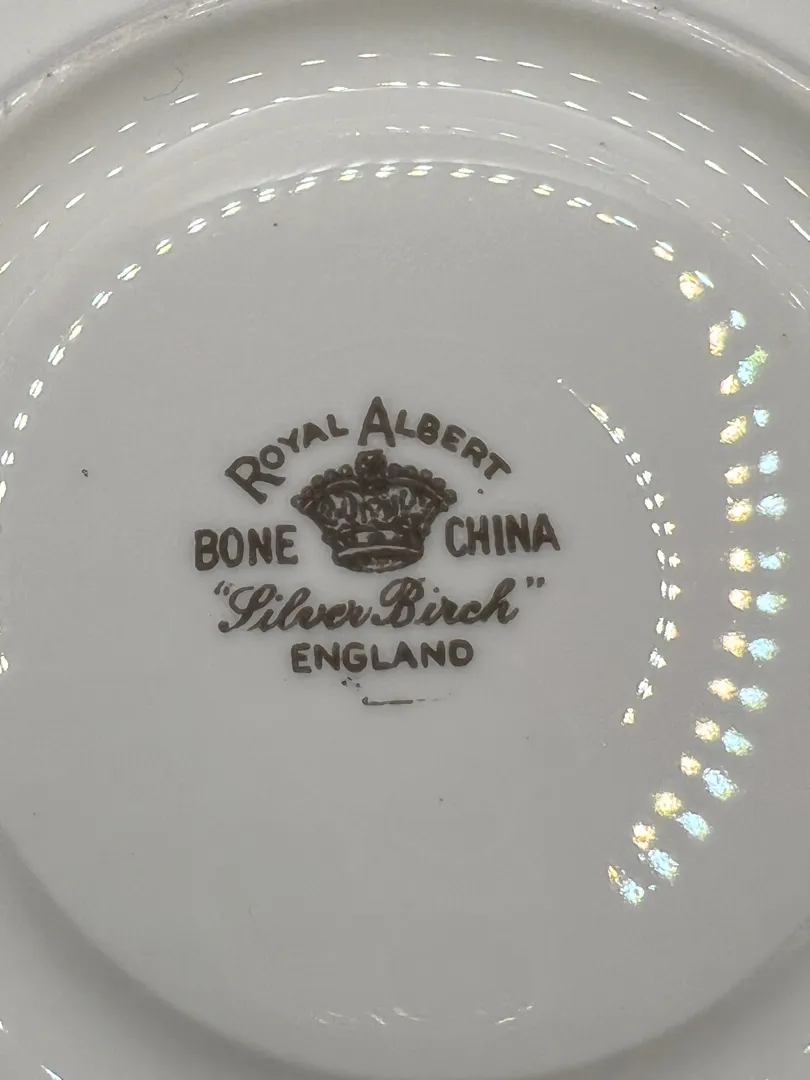 ROYAL ALBERT
BONE CHINA
"Silver Birch"
ENGLAND